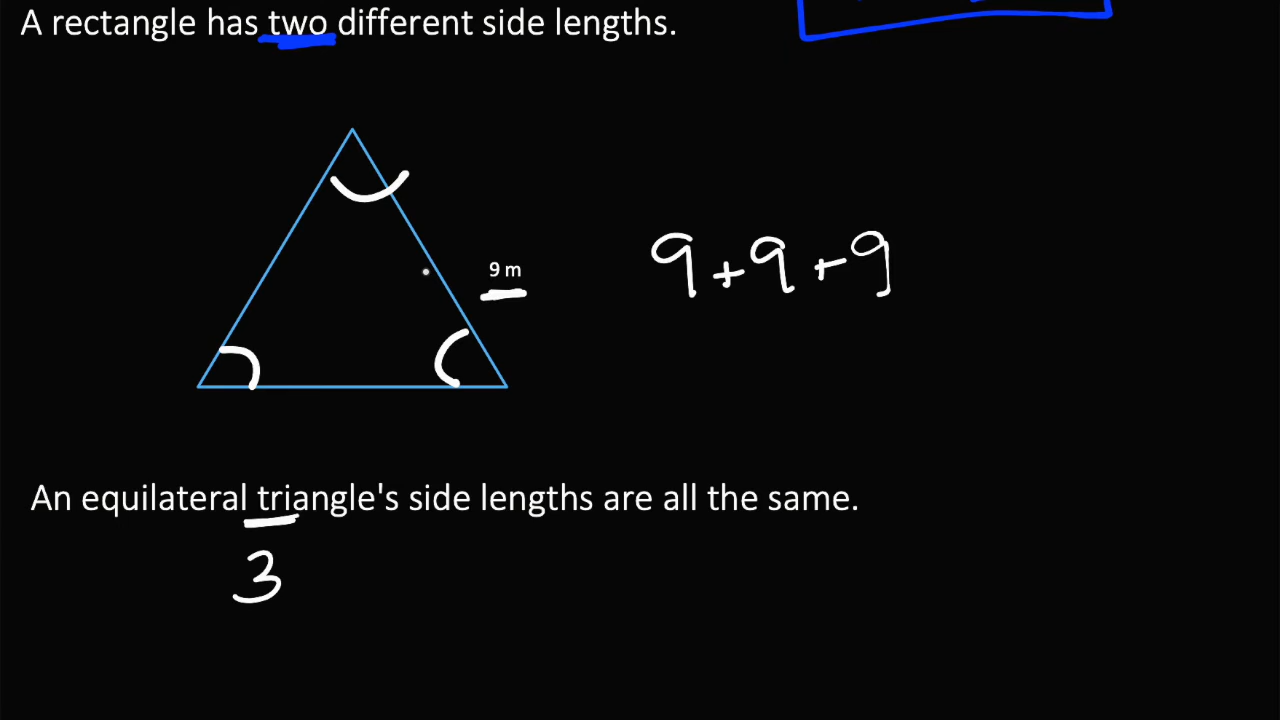 A rectangle has two different side lengths.
9 m
9 + 9 + 9
An equilateral triangle's side lengths are all the same.
3